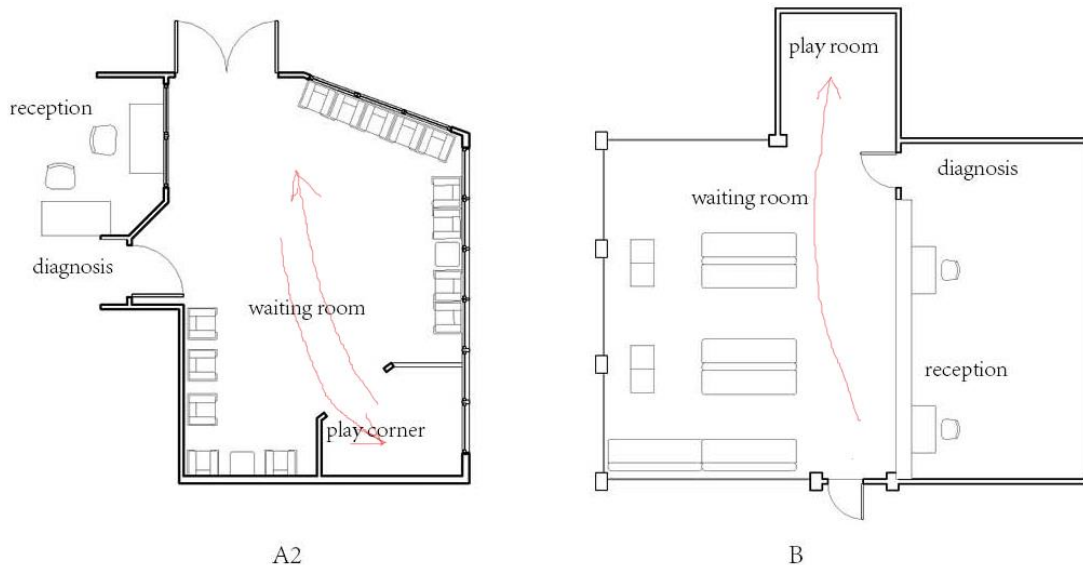 reception
diagnosis
waiting room
play corner
A2
play room
diagnosis
waiting room
reception
B